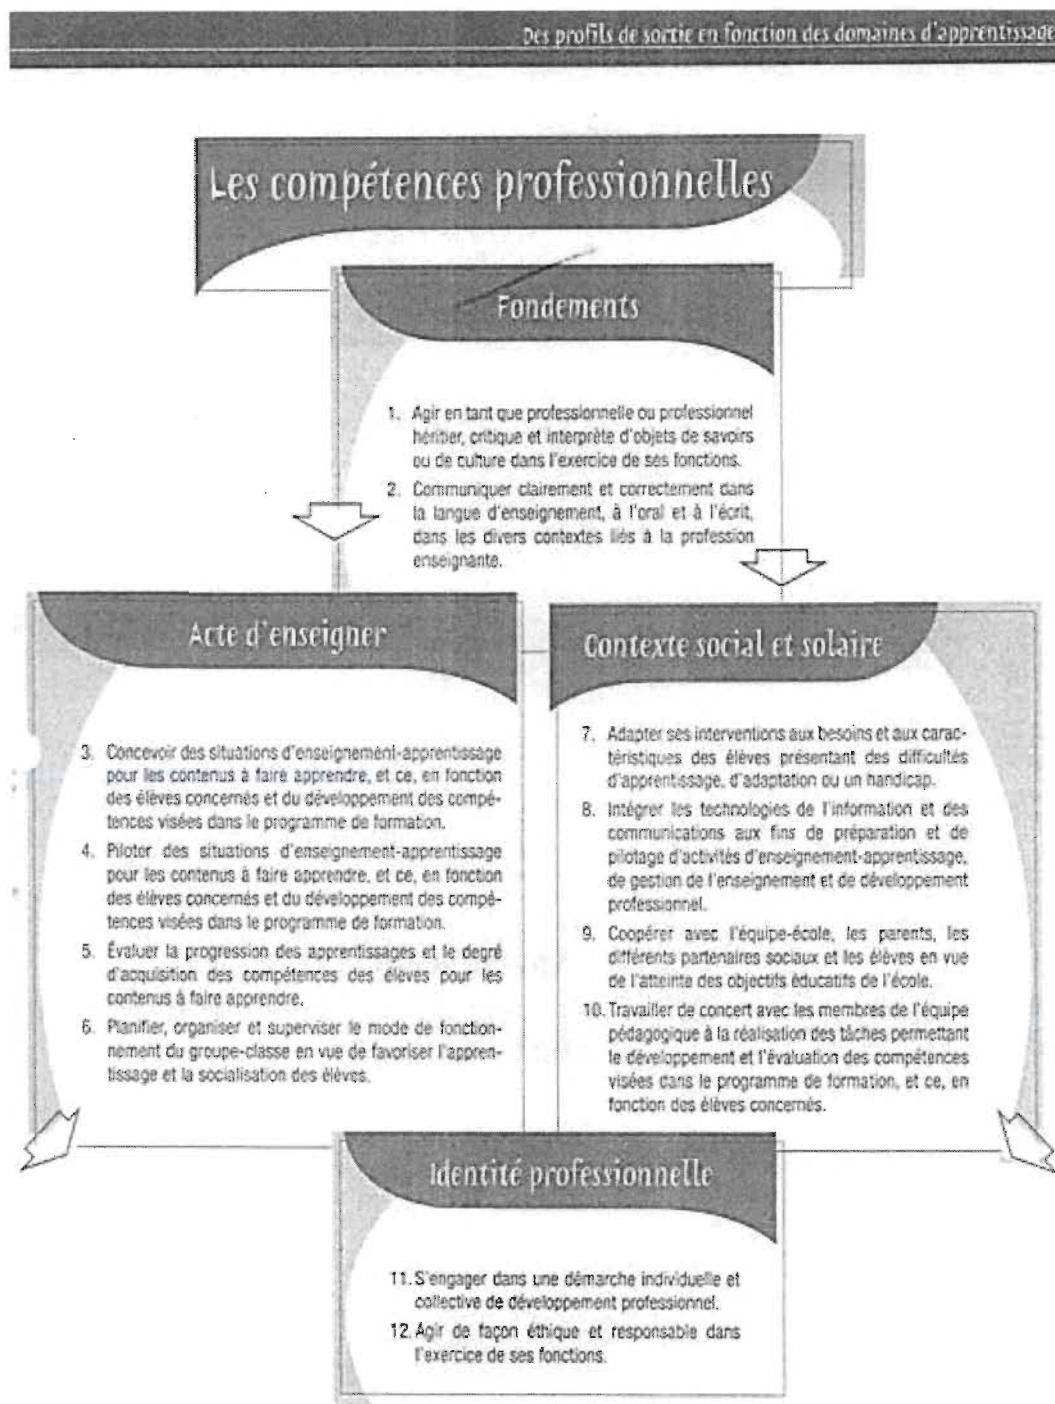 Des profils de sortie en fonction des domaines d'apprentissage
Les compétences professionnelles
Fondements
1. Agir en tant que professionnelle ou professionnel
héritier, critique et interprète d'objets de savoirs
ou de culture dans l'exercice de ses fonctions.
2. Communiquer clairement et correctement dans
la langue d'enseignement, à l'oral et à l'écrit,
dans les divers contextes liés à la profession
enseignante.
Acte d'enseigner
3. Concevoir des situations d'enseignement-apprentissage
pour les contenus à faire apprendre, et ce, en fonction
des élèves concernés et du développement des compé-
tences visées dans le programme de formation.
4. Piloter des situations d'enseignement-apprentissage
pour les contenus à faire apprendre, et ce, en fonction
des élèves concernés et du développement des compé-
tences visées dans le programme de formation.
5. Évaluer la progression des apprentissages et le degré
d'acquisition des compétences des élèves pour les
contenus à faire apprendre.
6. Planifier, organiser et superviser le mode de fonction-
nement du groupe-classe en vue de favoriser l'appren-
tissage et la socialisation des élèves.
Contexte social et solaire
7. Adapter ses interventions aux besoins et aux carac-
téristiques des élèves présentant des difficultés
d'apprentissage, d'adaptation ou un handicap.
8. Intégrer les technologies de l'information et des
communications aux fins de préparation et de
pilotage d'activités d'enseignement-apprentissage,
de gestion de l'enseignement et de développement
professionnel.
9. Coopérer avec l'équipe-école, les parents, les
différents partenaires sociaux et les élèves en vue
de l'atteinte des objectifs éducatifs de l'école.
10. Travailler de concert avec les membres de l'équipe
pédagogique à la réalisation des tâches permettant
le développement et l'évaluation des compétences
visées dans le programme de formation, et ce, en
fonction des élèves concernés.
Identité professionnelle
11. S'engager dans une démarche individuelle et
collective de développement professionnel.
12. Agir de façon éthique et responsable dans
l'exercice de ses fonctions.